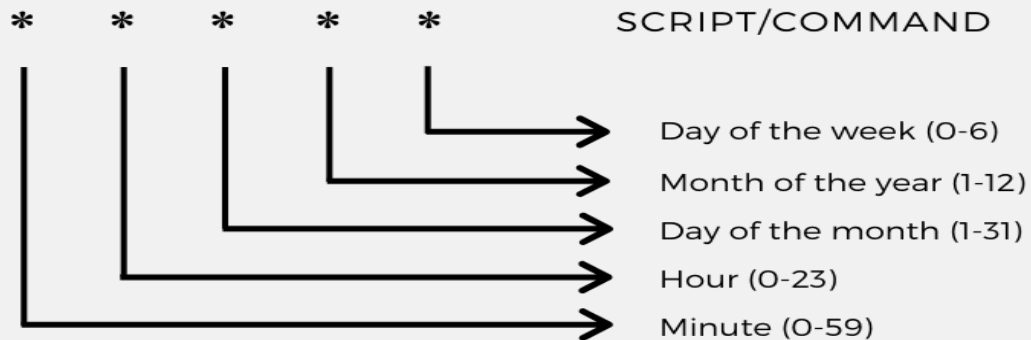 * * * * * SCRIPT/COMMAND
Day of the week (0-6)
Month of the year (1-12)
Day of the month (1-31)
Hour (0-23)
Minute (0-59)